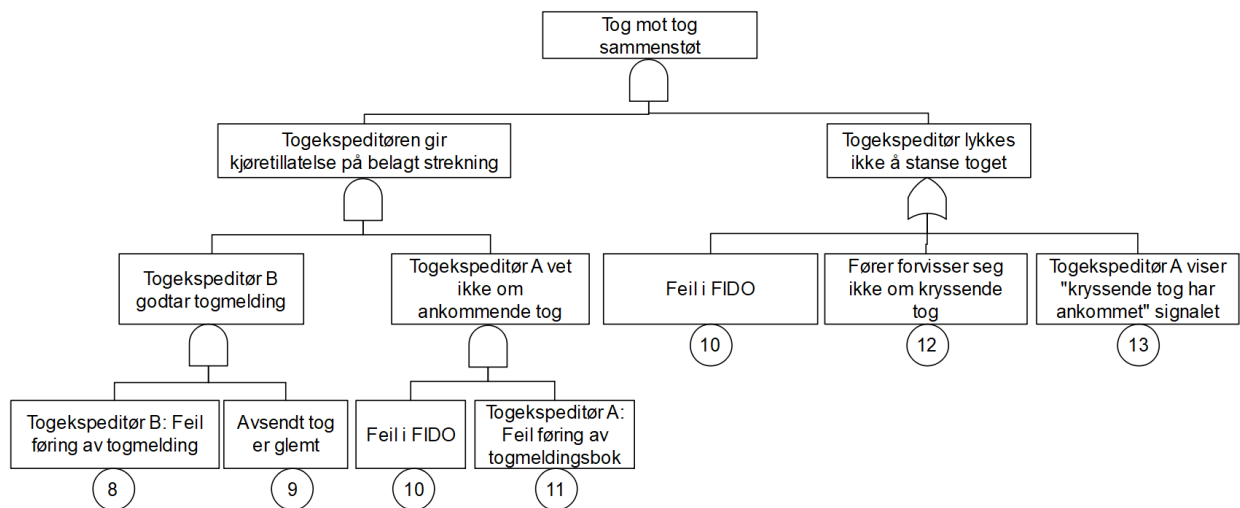 Tog mot tog
sammenstøt
Togekspeditøren gir
kjøretillatelse på belagt strekning
Togekspeditør lykkes
ikke å stanse toget
Togekspeditør B
godtar togmelding
Togekspeditør A vet
ikke om
ankommende tog
Feil i FIDO
Fører forvisser seg
ikke om kryssende
tog
Togekspeditør A viser
"kryssende tog har
ankommet" signalet
10
12
13
Togekspeditør B: Feil
føring av togmelding
Avsendt tog
er glemt
Feil i FIDO
Togekspeditør A:
Feil føring av
togmeldingsbok
8
9
10
11